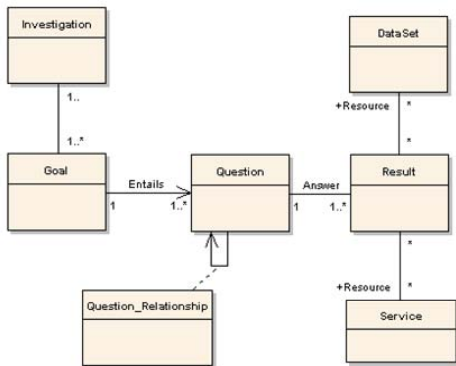 Investigation
DataSet
1..
+Resource
*
1..*
*
Goal
Entails
Question
Answer
Result
1
1..*
1
1..*
*
Question_Relationship
+Resource
*
Service